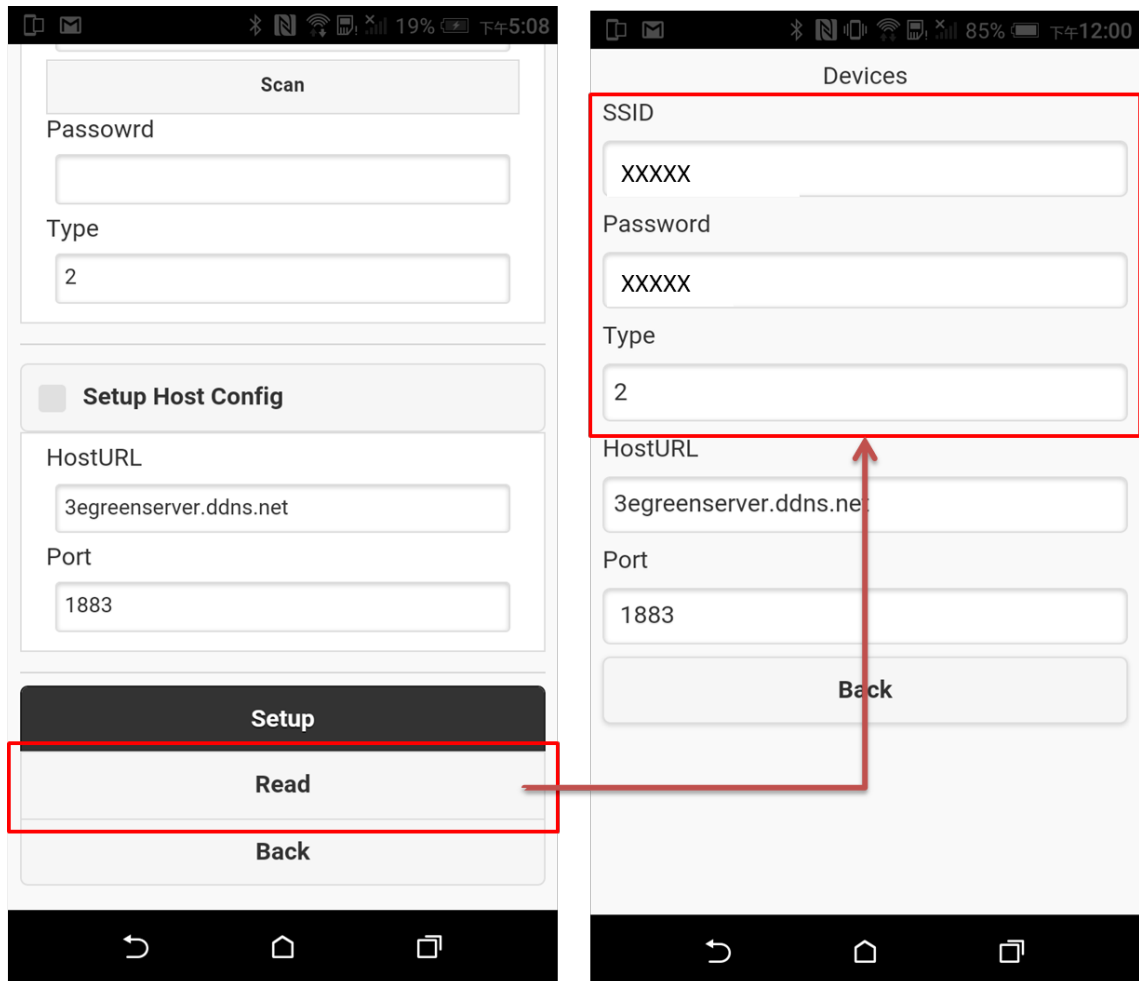 19% 下午5:08
Scan
Passowrd
Type
2
Setup Host Config
HostURL
3egreenserver.ddns.net
Port
1883
Setup
Read
Back
85% 下午12:00
Devices
SSID
XXXXX
Password
XXXXX
Type
2
HostURL
3egreenserver.ddns.net
Port
1883
Back